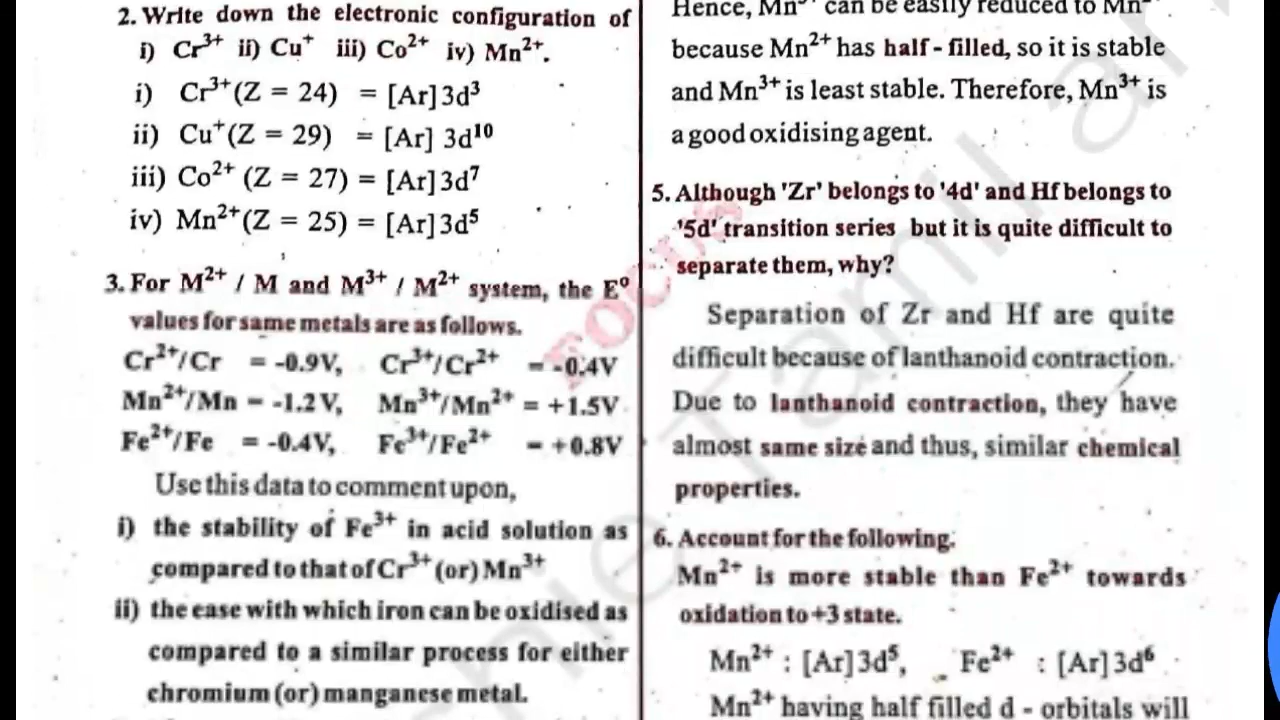 2. Write down the electronic configuration of
i) Cr³⁺ ii) Cu⁺ iii) Co²⁺ iv) Mn²⁺.
i) Cr³⁺ (Z = 24) = [Ar] 3d³
ii) Cu⁺ (Z = 29) = [Ar] 3d¹⁰
iii) Co²⁺ (Z = 27) = [Ar] 3d⁷
iv) Mn²⁺ (Z = 25) = [Ar] 3d⁵
3. For M²⁺ / M and M³⁺ / M²⁺ system, the E⁰
values for same metals are as follows.
Cr²⁺/Cr = -0.9V, Cr³⁺/Cr²⁺ = -0.4V
Mn²⁺/Mn = -1.2 V, Mn³⁺/Mn²⁺ = +1.5V
Fe²⁺/Fe = -0.4V, Fe³⁺/Fe²⁺ = +0.8V
Use this data to comment upon,
i) the stability of Fe³⁺ in acid solution as
compared to that of Cr³⁺ (or) Mn³⁺
ii) the ease with which iron can be oxidised as
compared to a similar process for either
chromium (or) manganese metal.
Hence, can be easily reduced to
because Mn²⁺ has half - filled, so it is stable
and Mn³⁺ is least stable. Therefore, Mn³⁺ is
a good oxidising agent.
5. Although 'Zr' belongs to '4d' and Hf belongs to
'5d' transition series but it is quite difficult to
separate them, why?
Separation of Zr and Hf are quite
difficult because of lanthanoid contraction.
Due to lanthanoid contraction, they have
almost same size and thus, similar chemical
properties.
6. Account for the following.
Mn²⁺ is more stable than Fe²⁺ towards
oxidation to +3 state.
Mn²⁺ : [Ar] 3d⁵, Fe²⁺ : [Ar] 3d⁶
Mn²⁺ having half filled d - orbitals will
FOCUS